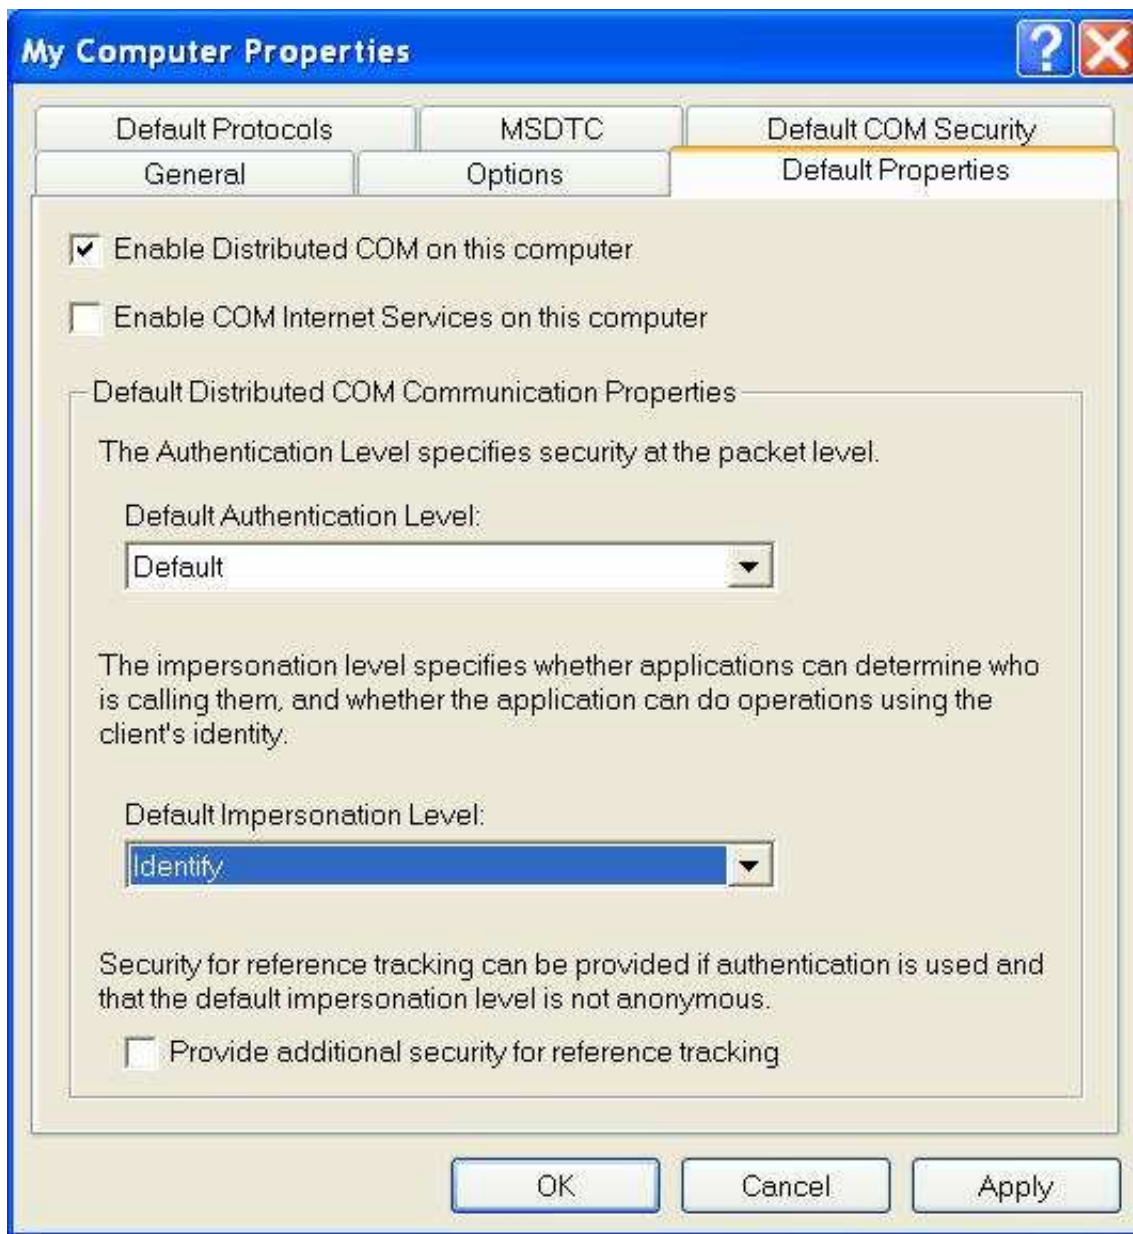 My Computer Properties
Default Protocols MSDTC Default COM Security
General Options Default Properties
Enable Distributed COM on this computer
Enable COM Internet Services on this computer
Default Distributed COM Communication Properties
The Authentication Level specifies security at the packet level.
Default Authentication Level:
Default
The impersonation level specifies whether applications can determine who
is calling them, and whether the application can do operations using the
client's identity.
Default Impersonation Level:
Identify
Security for reference tracking can be provided if authentication is used and
that the default impersonation level is not anonymous.
Provide additional security for reference tracking
OK Cancel Apply